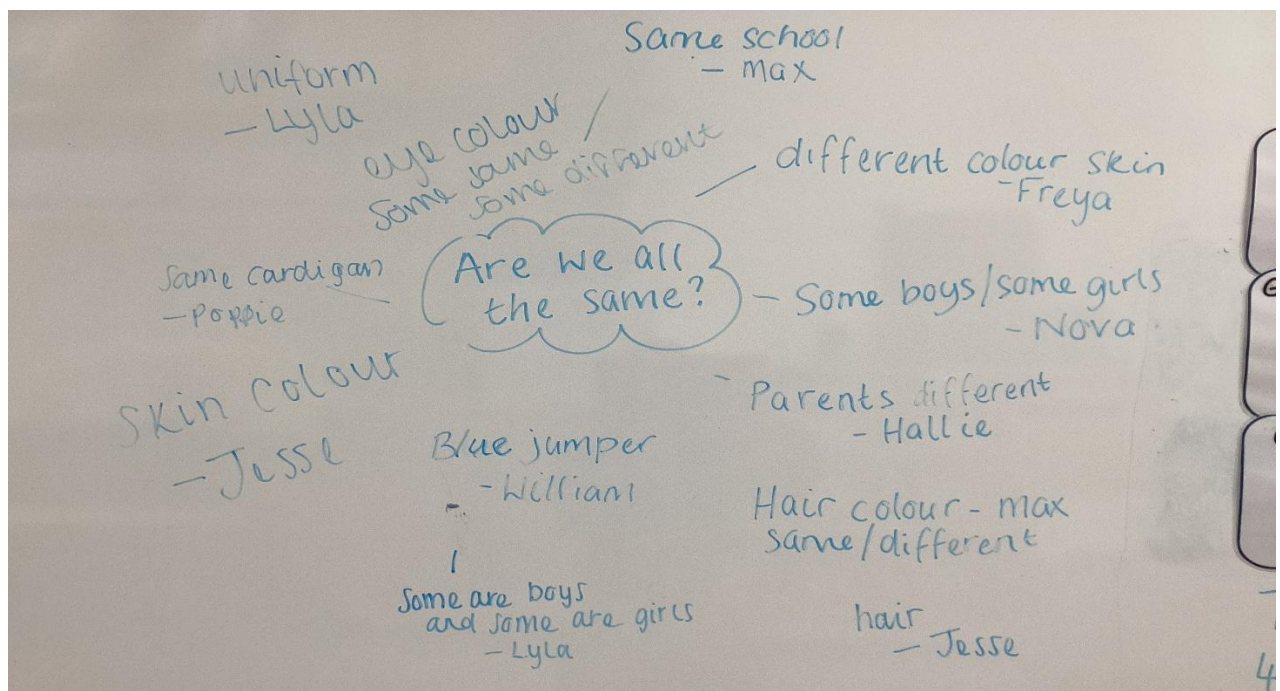 Same school
- max
uniform
- Lyla
eye colour
some same /
some different
different colour skin
- Freya
Same cardigan
- Poppie
Are we all
the same?
- Some boys/some girls
- Nova
Skin colour
- Jesse
Parents different
- Hallie
Blue jumper
- William
Hair colour - max
same/different
Some are boys
and some are girls
- Lyla
hair
- Jesse
4